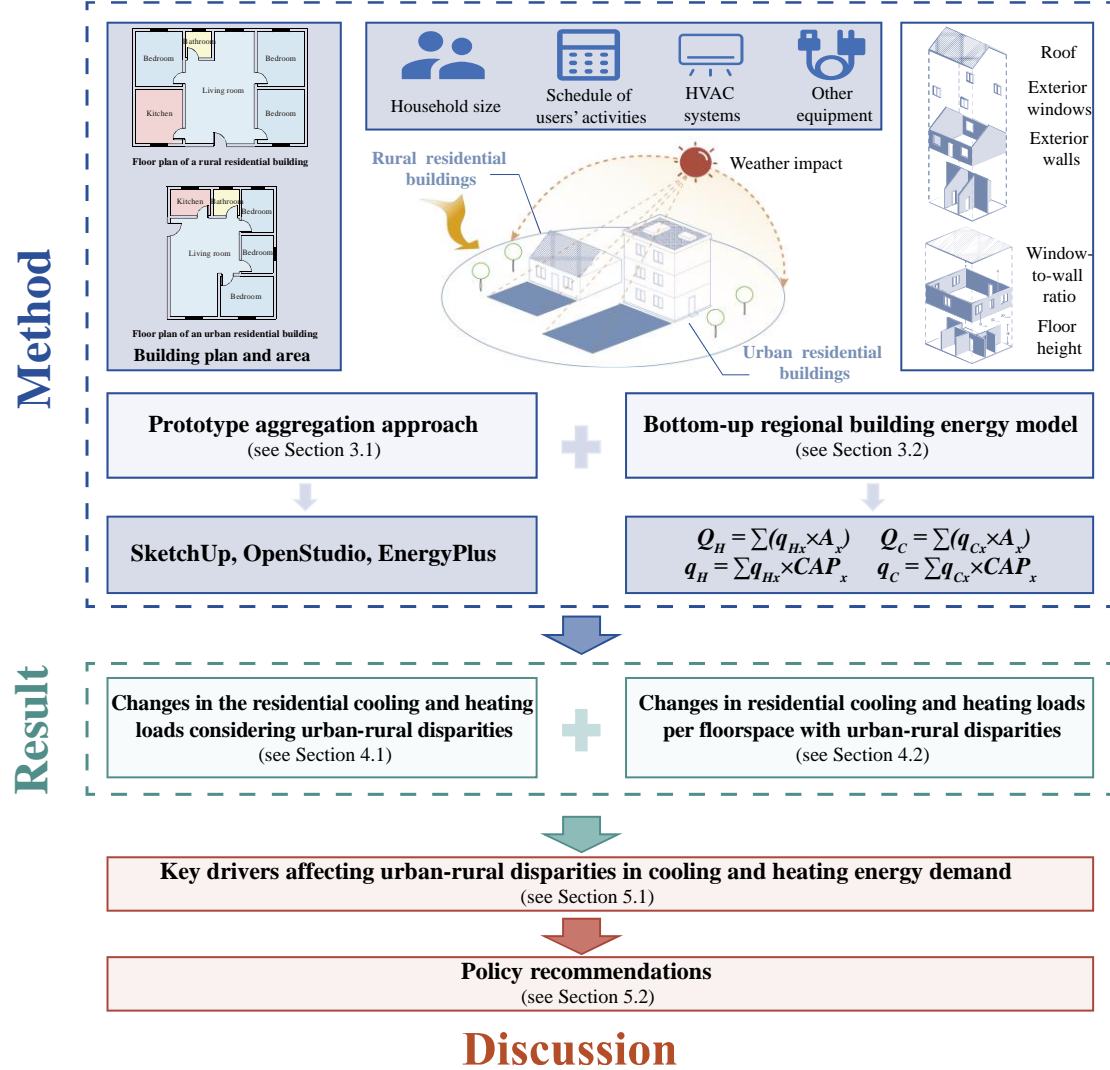 Method
Bedroom
Bathroom
Bedroom
Living room
Kitchen
Bedroom
Floor plan of a rural residential building
Kitchen
Bathroom
Bedroom
Living room
Bedroom
Bedroom
Floor plan of an urban residential building
Building plan and area
Household size
Schedule of
users' activities
HVAC
systems
Other
equipment
Rural residential
buildings
Weather impact
Urban residential
buildings
Roof
Exterior
windows
Exterior
walls
Window-
to-wall
ratio
Floor
height
Prototype aggregation approach
(see Section 3.1)
Bottom-up regional building energy model
(see Section 3.2)
SketchUp, OpenStudio, EnergyPlus
Q_H = ∑(q_Hx×A_x) Q_C = ∑(q_Cx×A_x)
q_H = ∑q_Hx×CAP_x q_C = ∑q_Cx×CAP_x
Result
Changes in the residential cooling and heating
loads considering urban-rural disparities
(see Section 4.1)
Changes in residential cooling and heating loads
per floorspace with urban-rural disparities
(see Section 4.2)
Key drivers affecting urban-rural disparities in cooling and heating energy demand
(see Section 5.1)
Policy recommendations
(see Section 5.2)
Discussion